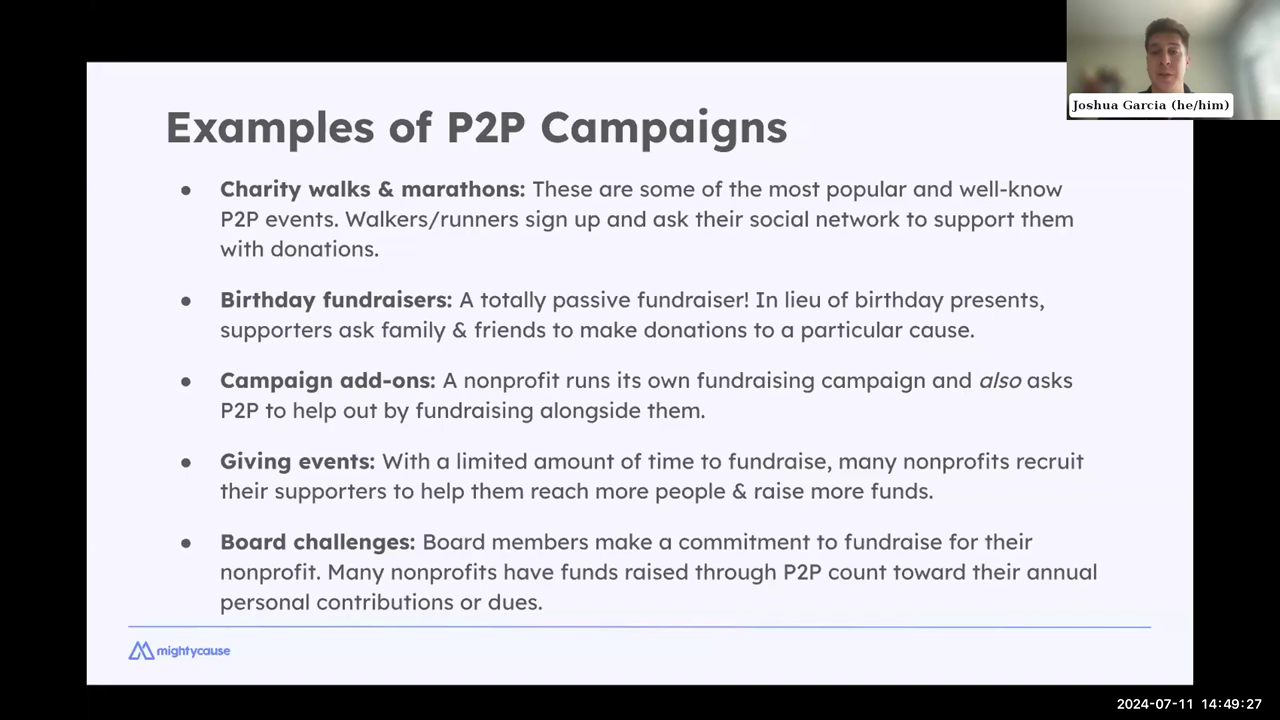 Joshua Garcia (he/him)
Examples of P2P Campaigns
● Charity walks & marathons: These are some of the most popular and well-know
P2P events. Walkers/runners sign up and ask their social network to support them
with donations.
● Birthday fundraisers: A totally passive fundraiser! In lieu of birthday presents,
supporters ask family & friends to make donations to a particular cause.
● Campaign add-ons: A nonprofit runs its own fundraising campaign and also asks
P2P to help out by fundraising alongside them.
● Giving events: With a limited amount of time to fundraise, many nonprofits recruit
their supporters to help them reach more people & raise more funds.
● Board challenges: Board members make a commitment to fundraise for their
nonprofit. Many nonprofits have funds raised through P2P count toward their annual
personal contributions or dues.
mightycause
2024-07-11 14:49:27